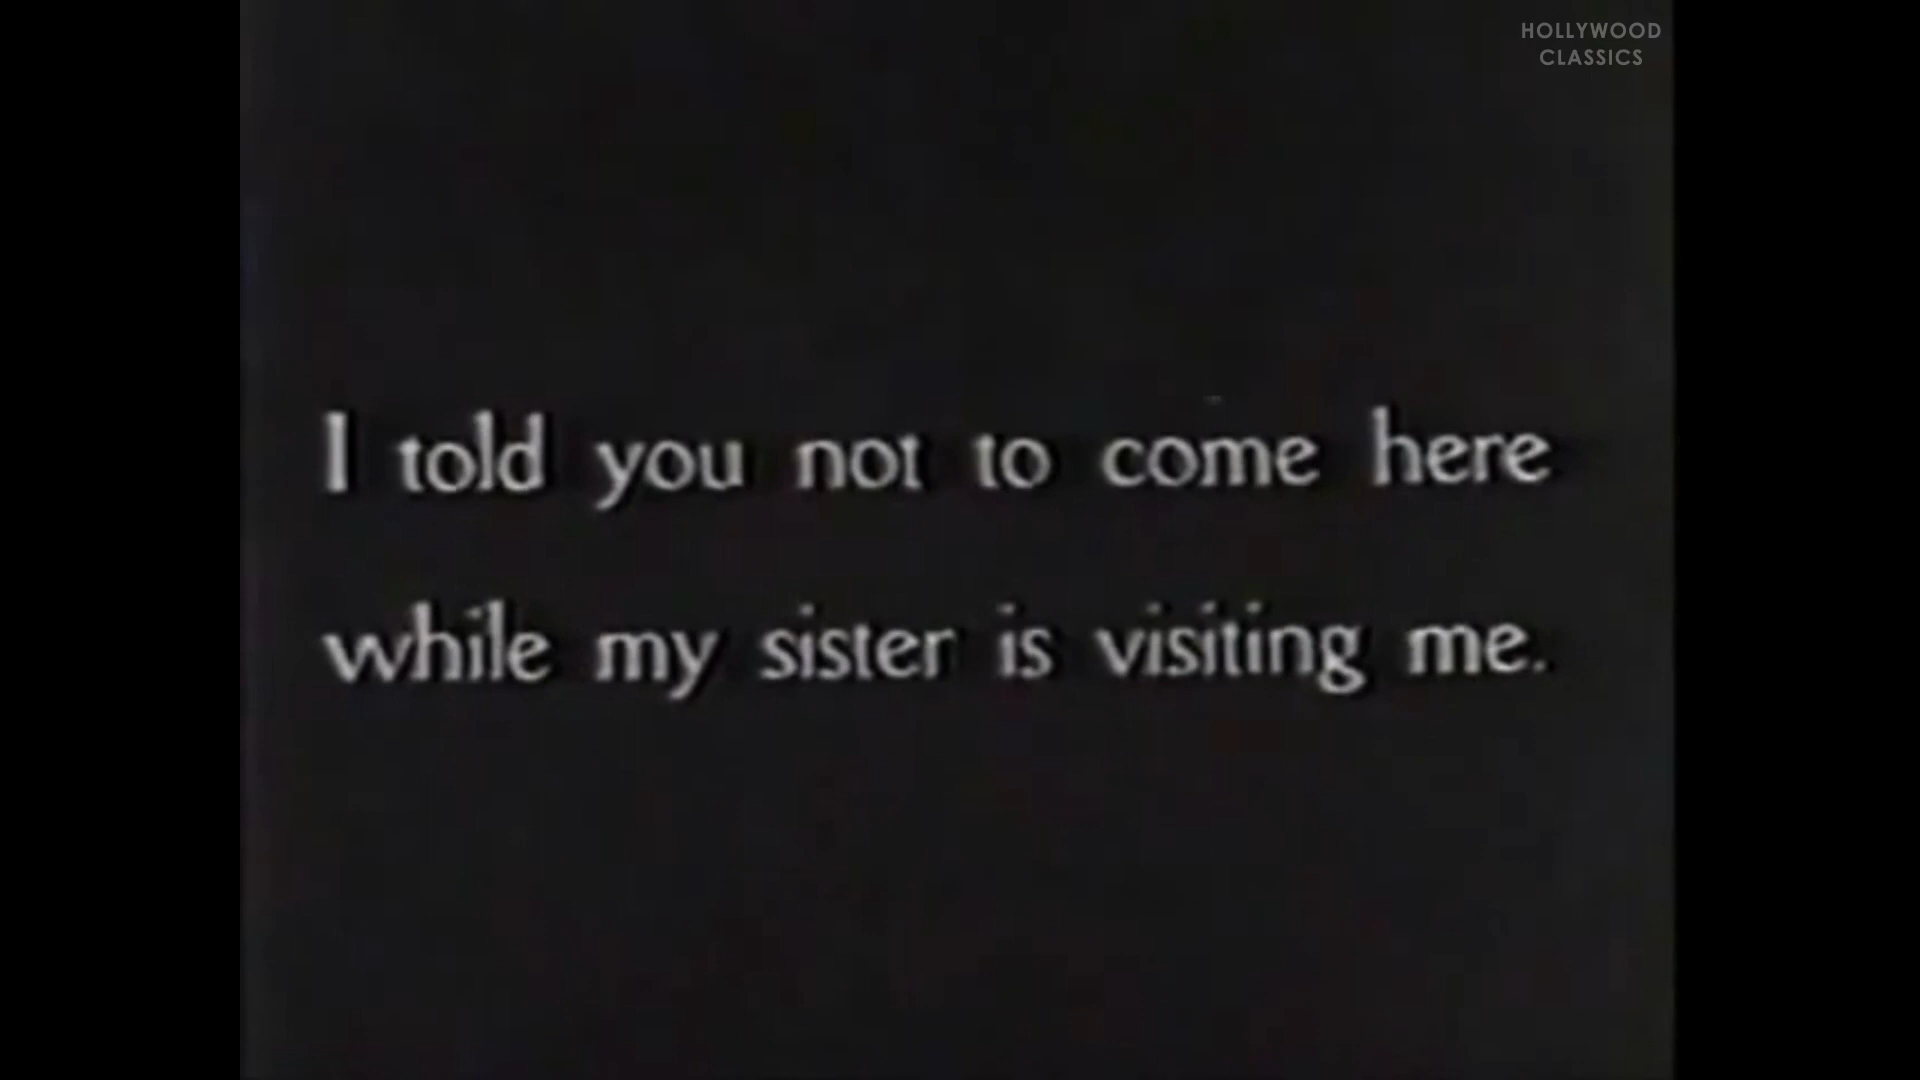 HOLLYWOOD
CLASSICS
I told you not to come here
while my sister is visiting me.